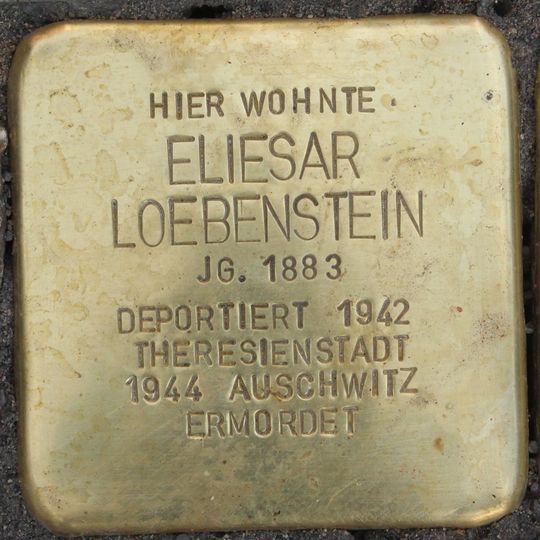 HIER WOHNTE
ELIESAR
LOEBENSTEIN
JG. 1883
DEPORTIERT 1942
THERESIENSTADT
1944 AUSCHWITZ
ERMORDET